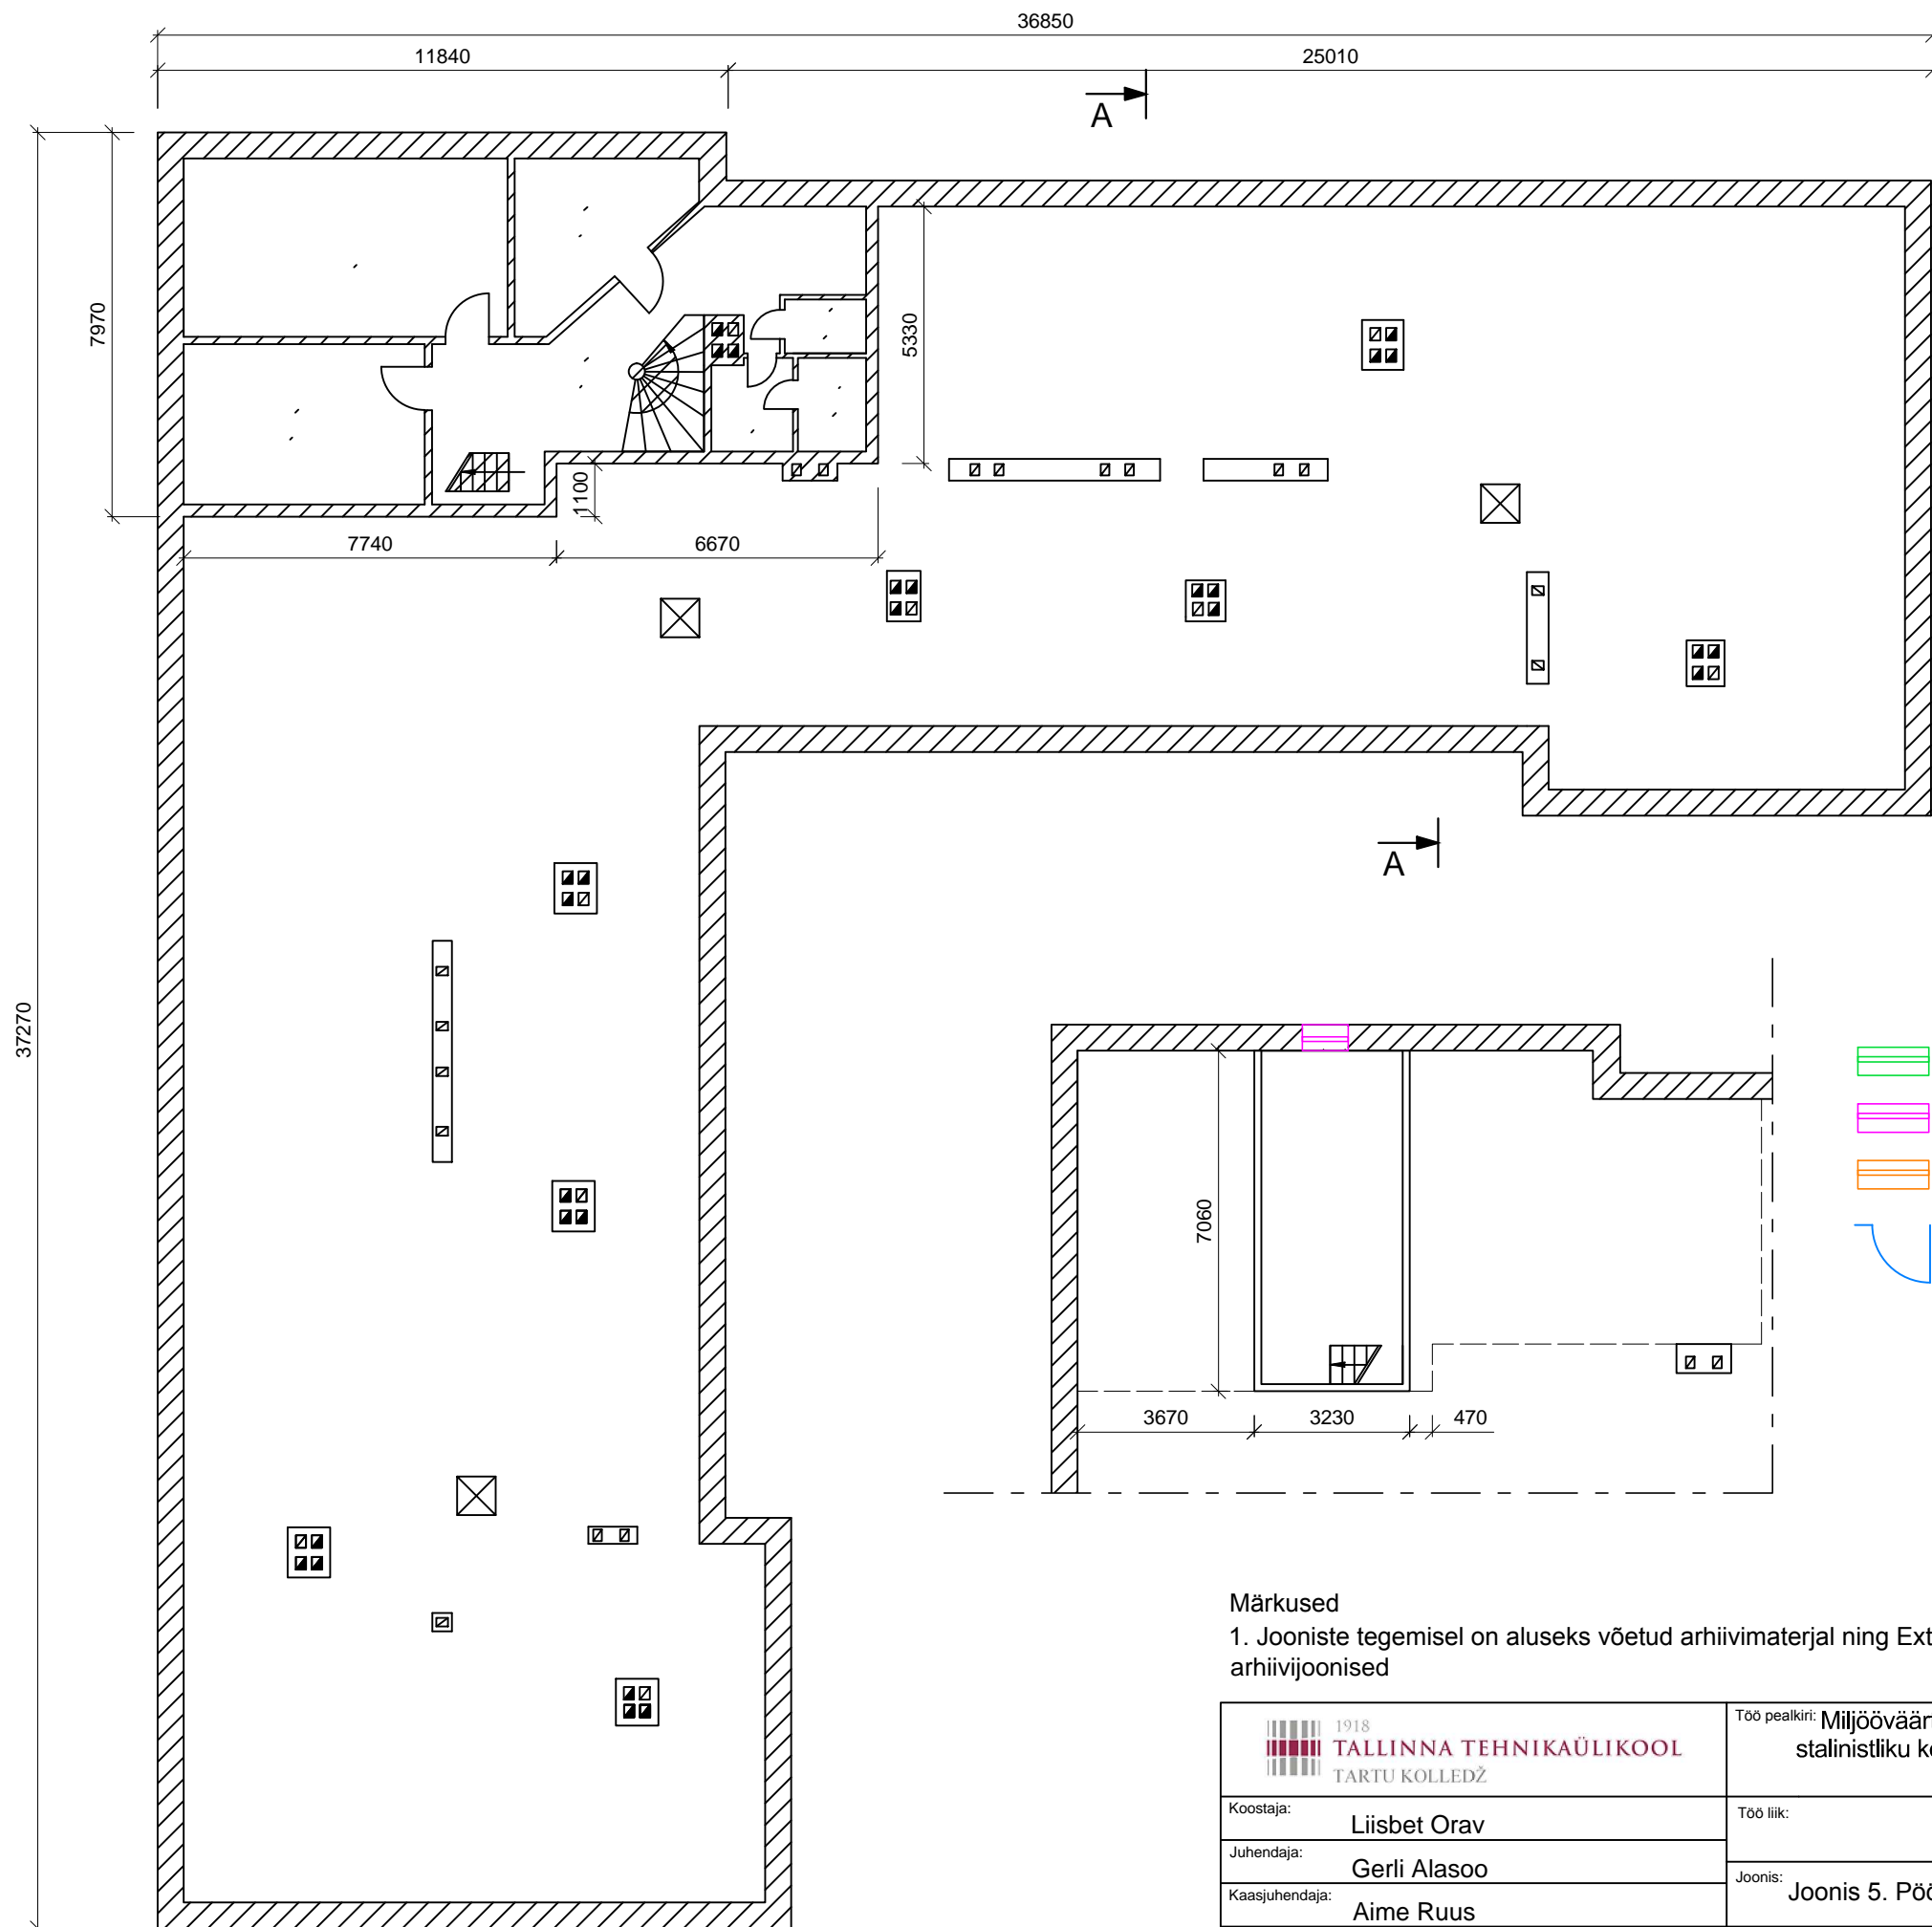 36850
11840
25010
A
7970
5330
1100
7740
6670
A
37270
7060
3670
3230
470
Märkused
1. Jooniste tegemisel on aluseks võetud arhiivimaterjal ning Ext
arhiivijoonised
1918
TALLINNA TEHNIKAÜLIKOOL
TARTU KOLLEDŽ
Töö pealkiri: Miljööväärt
stalinistliku k
Koostaja: Liisbet Orav
Töö liik:
Juhendaja: Gerli Alasoo
Joonis: Joonis 5. Pöö
Kaasjuhendaja: Aime Ruus